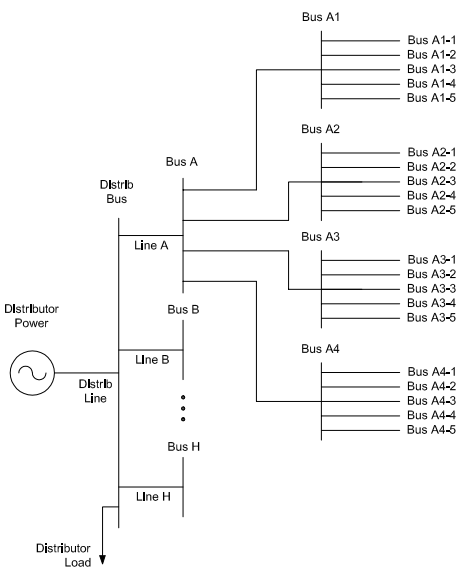 Bus A1
Bus A1-1
Bus A1-2
Bus A1-3
Bus A1-4
Bus A1-5
Bus A2
Bus A2-1
Bus A2-2
Bus A2-3
Bus A2-4
Bus A2-5
Bus A
Distrib
Bus
Line A
Bus A3
Bus A3-1
Bus A3-2
Bus A3-3
Bus A3-4
Bus A3-5
Bus B
Distributor
Power
Line B
Distrib
Line
Bus A4
Bus A4-1
Bus A4-2
Bus A4-3
Bus A4-4
Bus A4-5
Bus H
Line H
Distributor
Load